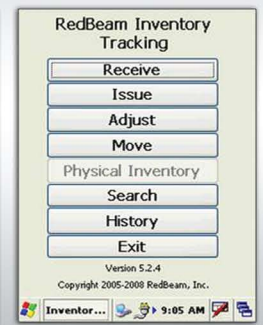 RedBeam Inventory
Tracking
Receive
Issue
Adjust
Move
Physical Inventory
Search
History
Exit
Version 5.2.4
Copyright 2005-2008 RedBeam, Inc.
Inventor... 9:05 AM